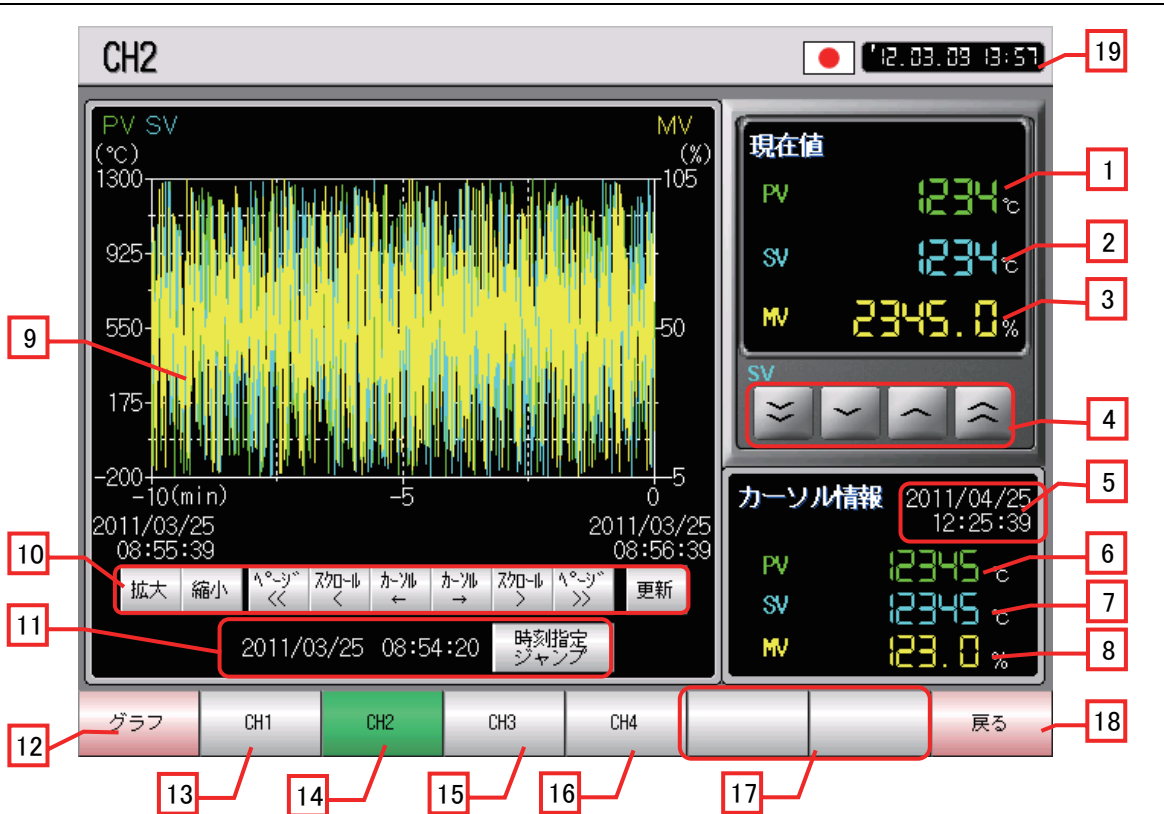 CH2
'12.03.09 13:57
19
PV SV
MV
(℃)
(%)
1300
105
925
550
50
175
-200
-5
-10(min)
-5
0
2011/03/25
08:55:39
2011/03/25
08:56:39
拡大
縮小
ページ
<<
スクロール
<
カーソル
←
カーソル
→
スクロール
>
ページ
>>
更新
2011/03/25 08:54:20
時刻指定
ジャンプ
現在値
PV 1234 ℃
SV 1234 ℃
MV 2345.0 %
SV
カーソル情報
2011/04/25
12:25:39
PV 12345 ℃
SV 12345 ℃
MV 123.0 %
グラフ
CH1
CH2
CH3
CH4
戻る
1
2
3
4
5
6
7
8
9
10
11
12
13
14
15
16
17
18